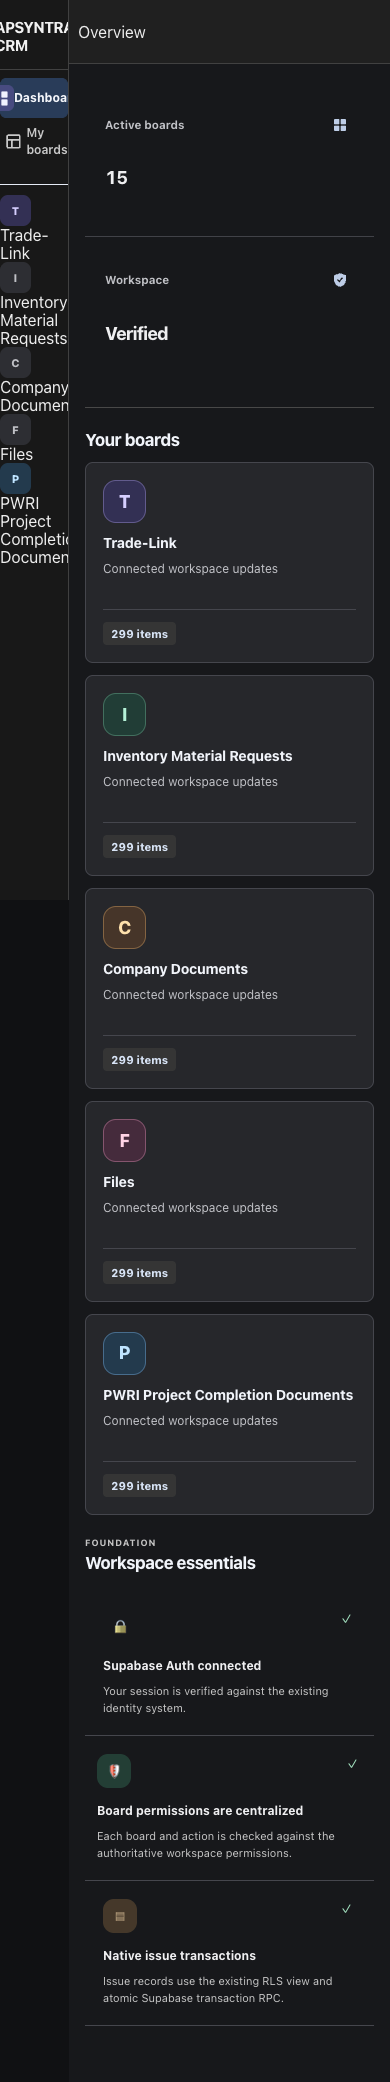 APSYNTRA
CRM
Dashboa
My
boards
T
Trade-
Link
I
Inventory
Material
Requests
C
Company
Documen
F
Files
P
PWRI
Project
Completio
Documen
Overview
Active boards
15
Workspace
Verified
Your boards
T
Trade-Link
Connected workspace updates
299 items
I
Inventory Material Requests
Connected workspace updates
299 items
C
Company Documents
Connected workspace updates
299 items
F
Files
Connected workspace updates
299 items
P
PWRI Project Completion Documents
Connected workspace updates
299 items
FOUNDATION
Workspace essentials
Supabase Auth connected
Your session is verified against the existing
identity system.
Board permissions are centralized
Each board and action is checked against the
authoritative workspace permissions.
Native issue transactions
Issue records use the existing RLS view and
atomic Supabase transaction RPC.